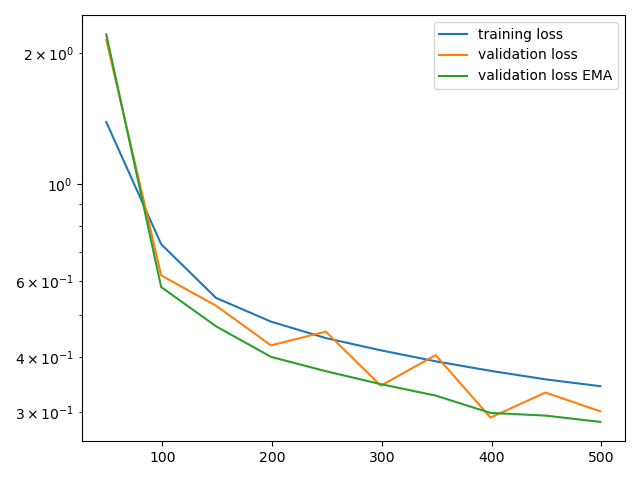 training loss
validation loss
validation loss EMA
2 × 10⁰
10⁰
6 × 10⁻¹
4 × 10⁻¹
3 × 10⁻¹
100 200 300 400 500